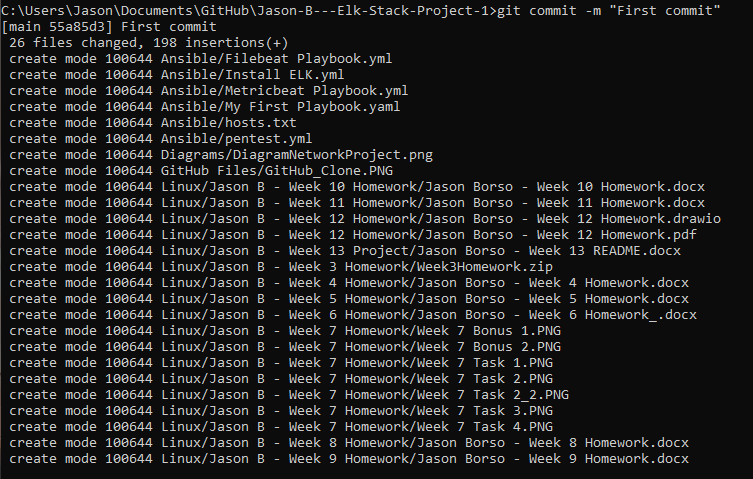 C:\Users\Jason\Documents\GitHub\Jason-B---Elk-Stack-Project-1>git commit -m "First commit"
[main 55a85d3] First commit
 26 files changed, 198 insertions(+)
 create mode 100644 Ansible/Filebeat Playbook.yml
 create mode 100644 Ansible/Install ELK.yml
 create mode 100644 Ansible/Metricbeat Playbook.yml
 create mode 100644 Ansible/My First Playbook.yaml
 create mode 100644 Ansible/hosts.txt
 create mode 100644 Ansible/pentest.yml
 create mode 100644 Diagrams/DiagramNetworkProject.png
 create mode 100644 GitHub Files/GitHub_Clone.PNG
 create mode 100644 Linux/Jason B - Week 10 Homework/Jason Borso - Week 10 Homework.docx
 create mode 100644 Linux/Jason B - Week 11 Homework/Jason Borso - Week 11 Homework.docx
 create mode 100644 Linux/Jason B - Week 12 Homework/Jason Borso - Week 12 Homework.drawio
 create mode 100644 Linux/Jason B - Week 12 Homework/Jason Borso - Week 12 Homework.pdf
 create mode 100644 Linux/Jason B - Week 13 Project/Jason Borso - Week 13 README.docx
 create mode 100644 Linux/Jason B - Week 3 Homework/Week3Homework.zip
 create mode 100644 Linux/Jason B - Week 4 Homework/Jason Borso - Week 4 Homework.docx
 create mode 100644 Linux/Jason B - Week 5 Homework/Jason Borso - Week 5 Homework.docx
 create mode 100644 Linux/Jason B - Week 6 Homework/Jason Borso - Week 6 Homework_.docx
 create mode 100644 Linux/Jason B - Week 7 Homework/Week 7 Bonus 1.PNG
 create mode 100644 Linux/Jason B - Week 7 Homework/Week 7 Bonus 2.PNG
 create mode 100644 Linux/Jason B - Week 7 Homework/Week 7 Task 1.PNG
 create mode 100644 Linux/Jason B - Week 7 Homework/Week 7 Task 2.PNG
 create mode 100644 Linux/Jason B - Week 7 Homework/Week 7 Task 2_2.PNG
 create mode 100644 Linux/Jason B - Week 7 Homework/Week 7 Task 3.PNG
 create mode 100644 Linux/Jason B - Week 7 Homework/Week 7 Task 4.PNG
 create mode 100644 Linux/Jason B - Week 8 Homework/Jason Borso - Week 8 Homework.docx
 create mode 100644 Linux/Jason B - Week 9 Homework/Jason Borso - Week 9 Homework.docx